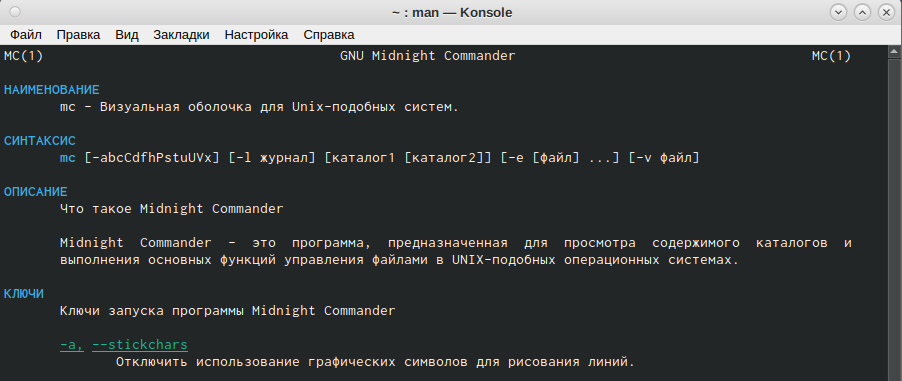 ~ : man — Konsole
Файл Правка Вид Закладки Настройка Справка
MC(1) GNU Midnight Commander MC(1)
НАИМЕНОВАНИЕ
mc - Визуальная оболочка для Unix-подобных систем.
СИНТАКСИС
mc [-abcCdfhPstuUVx] [-l журнал] [каталог1 [каталог2]] [-e [файл] ...] [-v файл]
ОПИСАНИЕ
Что такое Midnight Commander
Midnight Commander - это программа, предназначенная для просмотра содержимого каталогов и
выполнения основных функций управления файлами в UNIX-подобных операционных системах.
КЛЮЧИ
Ключи запуска программы Midnight Commander
-a, --stickchars
Отключить использование графических символов для рисования линий.